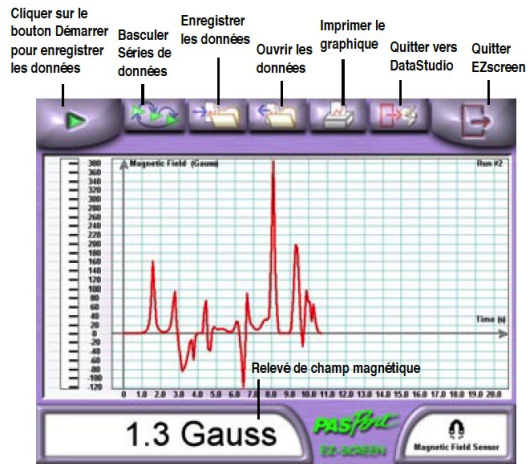 Cliquer sur le
bouton Démarrer
pour enregistrer
les données
Basculer
Séries de
données
Enregistrer
les données
Ouvrir les
données
Imprimer le
graphique
Quitter vers
DataStudio
Quitter
EZscreen
Magnetic Field (Gauss)
Run #2
380
360
340
320
300
280
260
240
220
200
180
160
140
120
100
80
60
40
20
0
-20
-40
-60
-80
-100
-120
Time (s)
0 1.0 2.0 3.0 4.0 5.0 6.0 7.0 8.0 9.0 10.0 11.0 12.0 13.0 14.0 15.0 16.0 17.0 18.0 19.0 20.0
Relevé de champ magnétique
1.3 Gauss
PASPORT
EZ-SCREEN
Magnetic Field Sensor